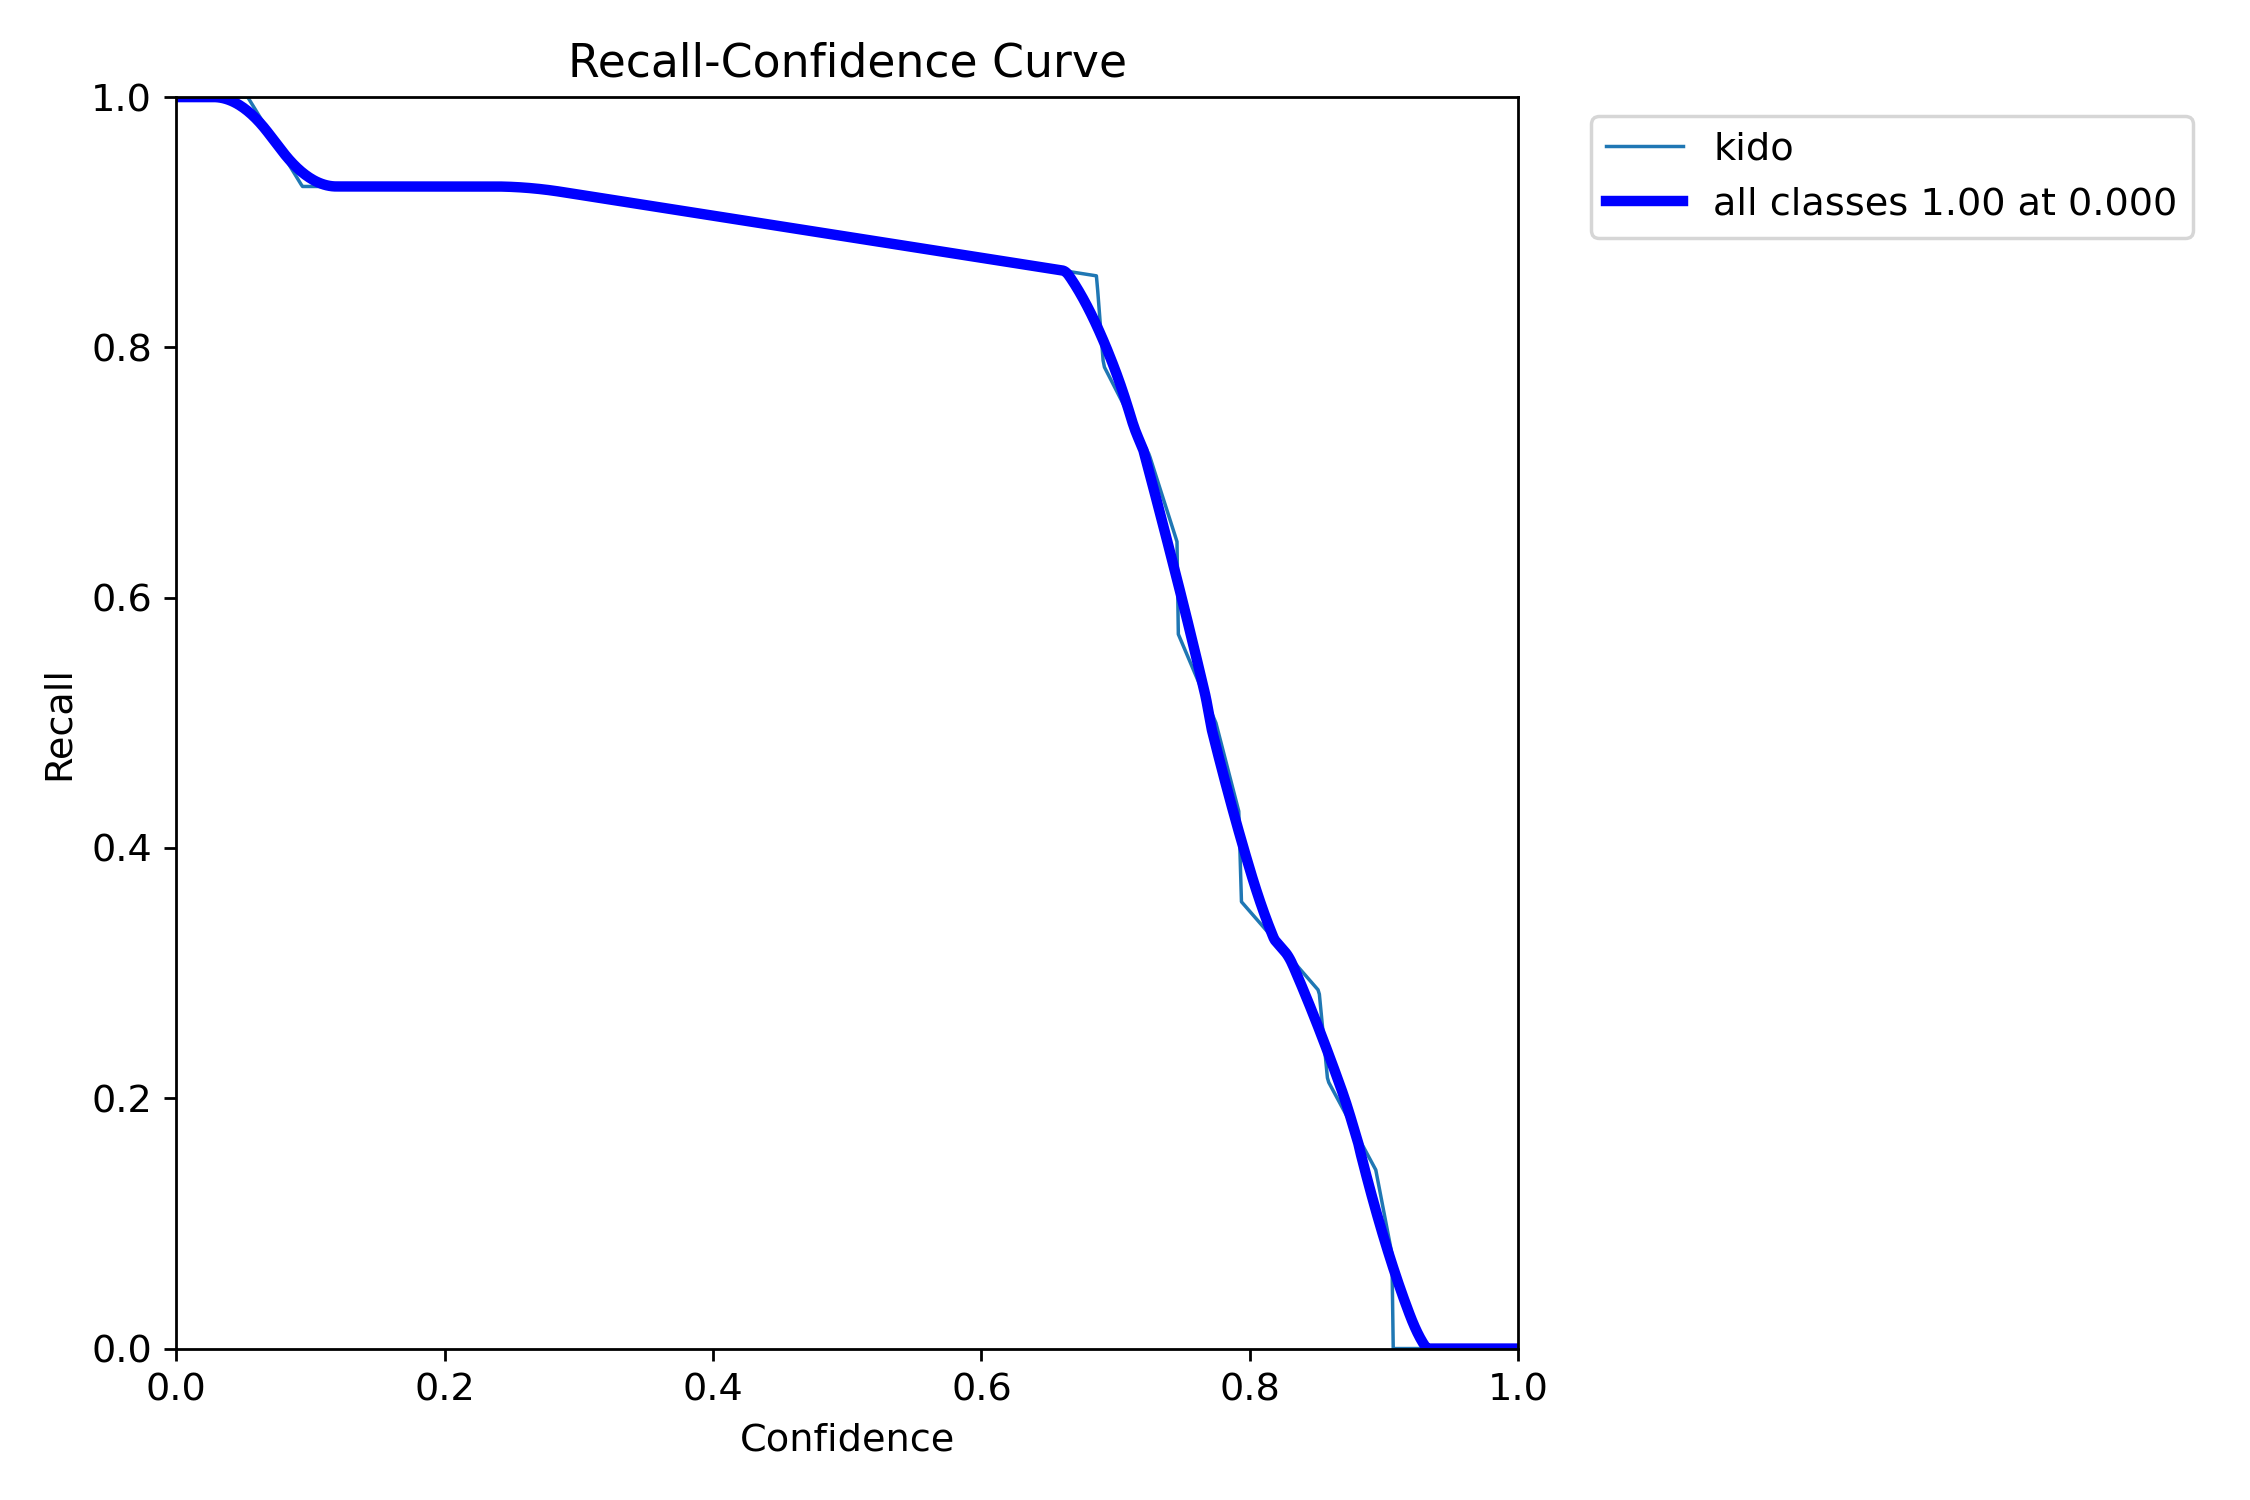 Recall-Confidence Curve
1.0
0.8
0.6
0.4
0.2
0.0
Recall
0.0 0.2 0.4 0.6 0.8 1.0
Confidence
kido
all classes 1.00 at 0.000